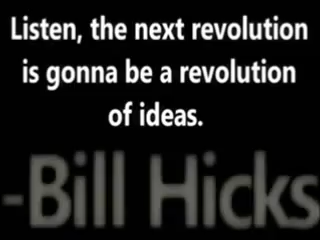 Listen, the next revolution
is gonna be a revolution
of ideas.
-Bill Hicks